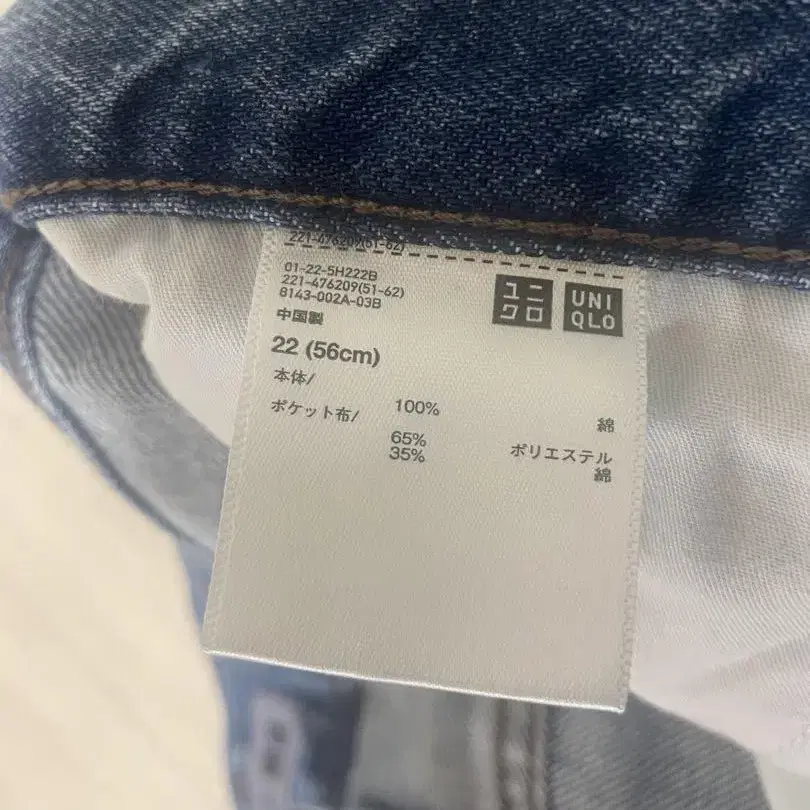 221-476209(51-62)
01-22-5H222B
221-476209(51-62)
8143-002A-03B
中国製
ユニ
クロ
UNI
QLO
22 (56cm)
本体/
100% 綿
ポケット布/
65% ポリエステル
35% 綿